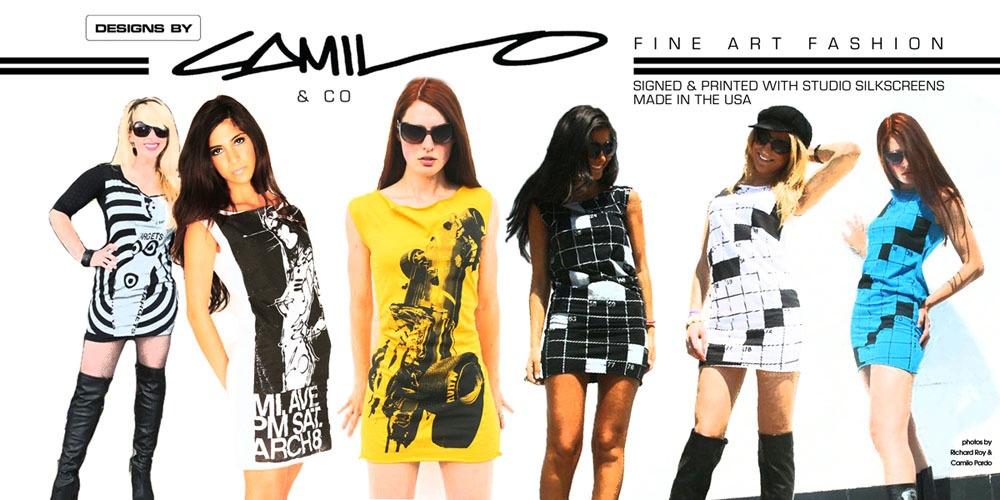 DESIGNS BY
CAMILO
& CO
FINE ART FASHION
SIGNED & PRINTED WITH STUDIO SILKSCREENS
MADE IN THE USA
TARGETS
MI, AVE
PM SAT.
ARCH 8
photos by
Richard Roy &
Camilo Pardo